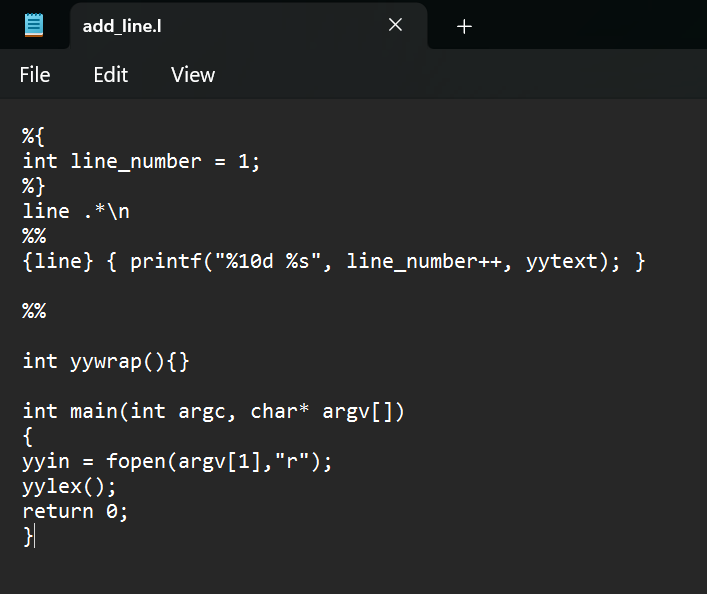 add_line.l
File Edit View
%{
int line_number = 1;
%}
line .*\n
%%
{line} { printf("%10d %s", line_number++, yytext); }
%%
int yywrap(){}
int main(int argc, char* argv[])
{
yyin = fopen(argv[1],"r");
yylex();
return 0;
}